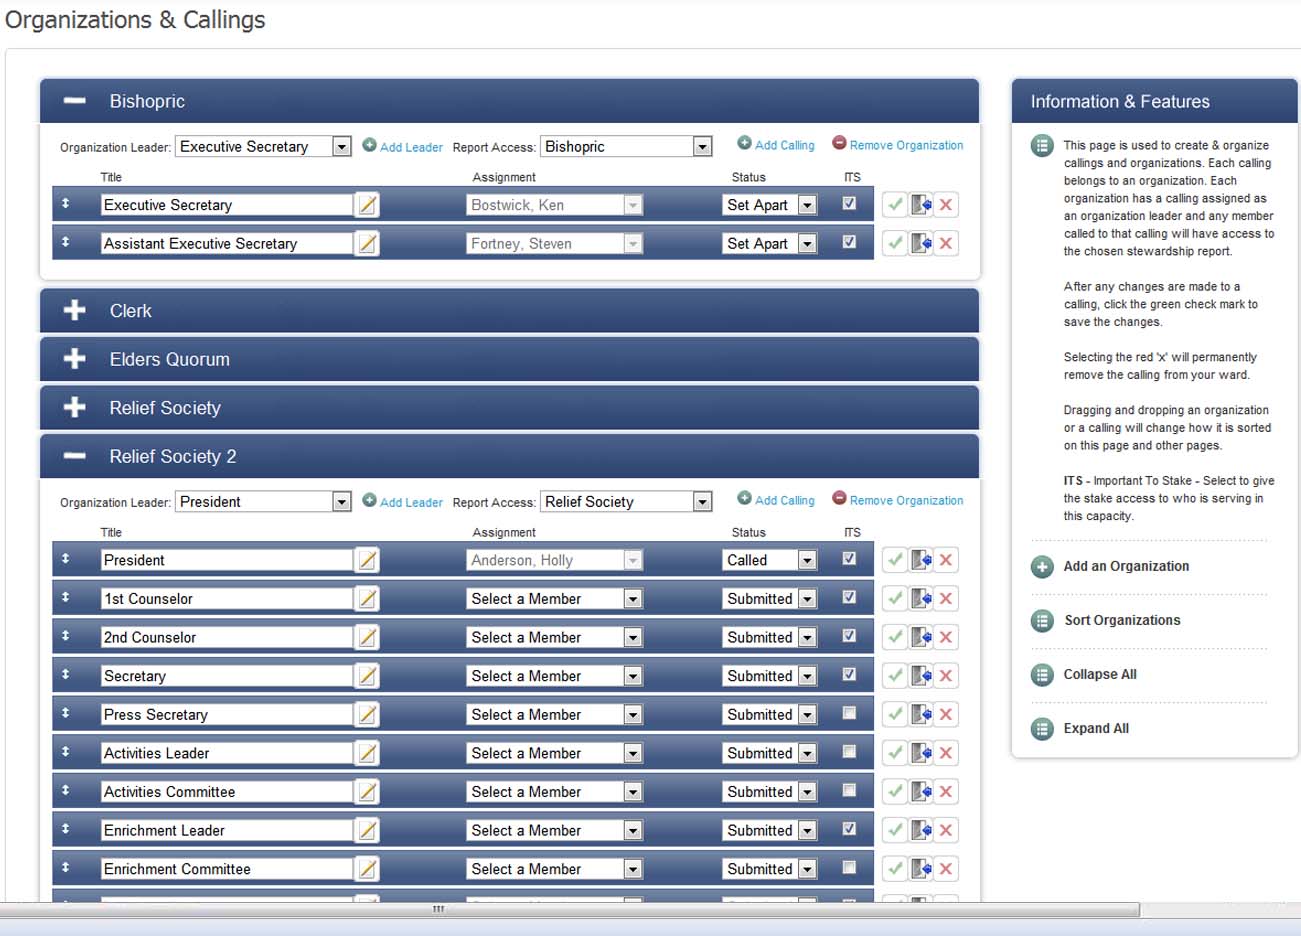 Organizations & Callings
Bishopric
Organization Leader: Executive Secretary Add Leader Report Access: Bishopric Add Calling Remove Organization
Title Assignment Status ITS
Executive Secretary Bostwick, Ken Set Apart
Assistant Executive Secretary Fortney, Steven Set Apart
Clerk
Elders Quorum
Relief Society
Relief Society 2
Organization Leader: President Add Leader Report Access: Relief Society Add Calling Remove Organization
Title Assignment Status ITS
President Anderson, Holly Called
1st Counselor Select a Member Submitted
2nd Counselor Select a Member Submitted
Secretary Select a Member Submitted
Press Secretary Select a Member Submitted
Activities Leader Select a Member Submitted
Activities Committee Select a Member Submitted
Enrichment Leader Select a Member Submitted
Enrichment Committee Select a Member Submitted
Information & Features
This page is used to create & organize
callings and organizations. Each calling
belongs to an organization. Each
organization has a calling assigned as
an organization leader and any member
called to that calling will have access to
the chosen stewardship report.
After any changes are made to a
calling, click the green check mark to
save the changes.
Selecting the red 'x' will permanently
remove the calling from your ward.
Dragging and dropping an organization
or a calling will change how it is sorted
on this page and other pages.
ITS - Important To Stake - Select to give
the stake access to who is serving in
this capacity.
Add an Organization
Sort Organizations
Collapse All
Expand All